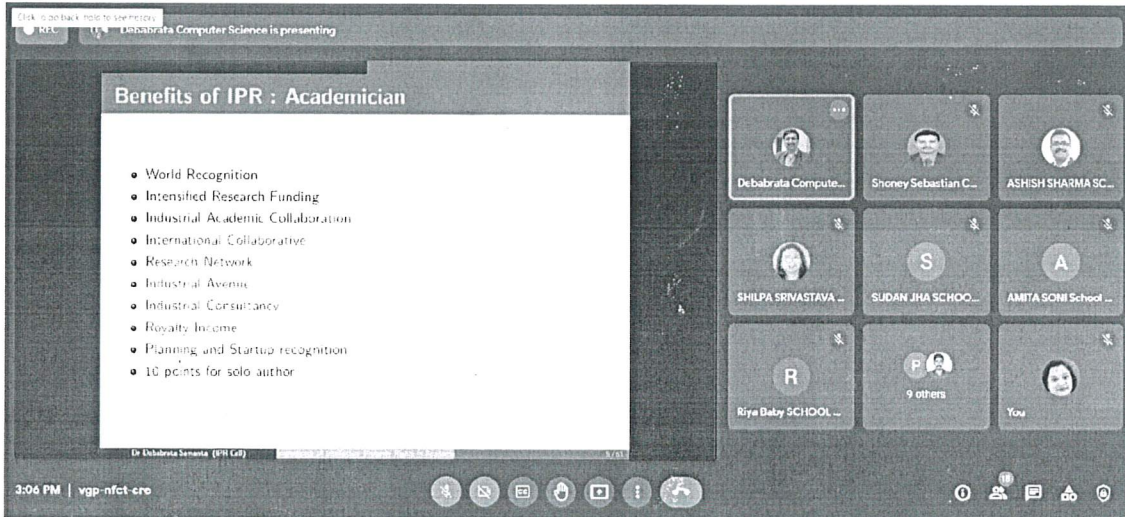 Click to go back, hold to see history
REC
Debabrata Computer Science is presenting
Benefits of IPR : Academician
World Recognition
Intensified Research Funding
Industrial Academic Collaboration
International Collaborative
Research Network
Industrial Avenue
Industrial Consultancy
Royalty Income
Planning and Startup recognition
10 points for solo author
Dr Debabrata Samanta (IPR Cell)
Debabrata Compute...
Shoney Sebastian C...
ASHISH SHARMA SC...
SHILPA SRIVASTAVA ...
S
SUDAN JHA SCHOO...
A
AMITA SONI School ...
R
Riya Baby SCHOOL ...
P
9 others
You
3:06 PM | vgp-nfct-cro
18